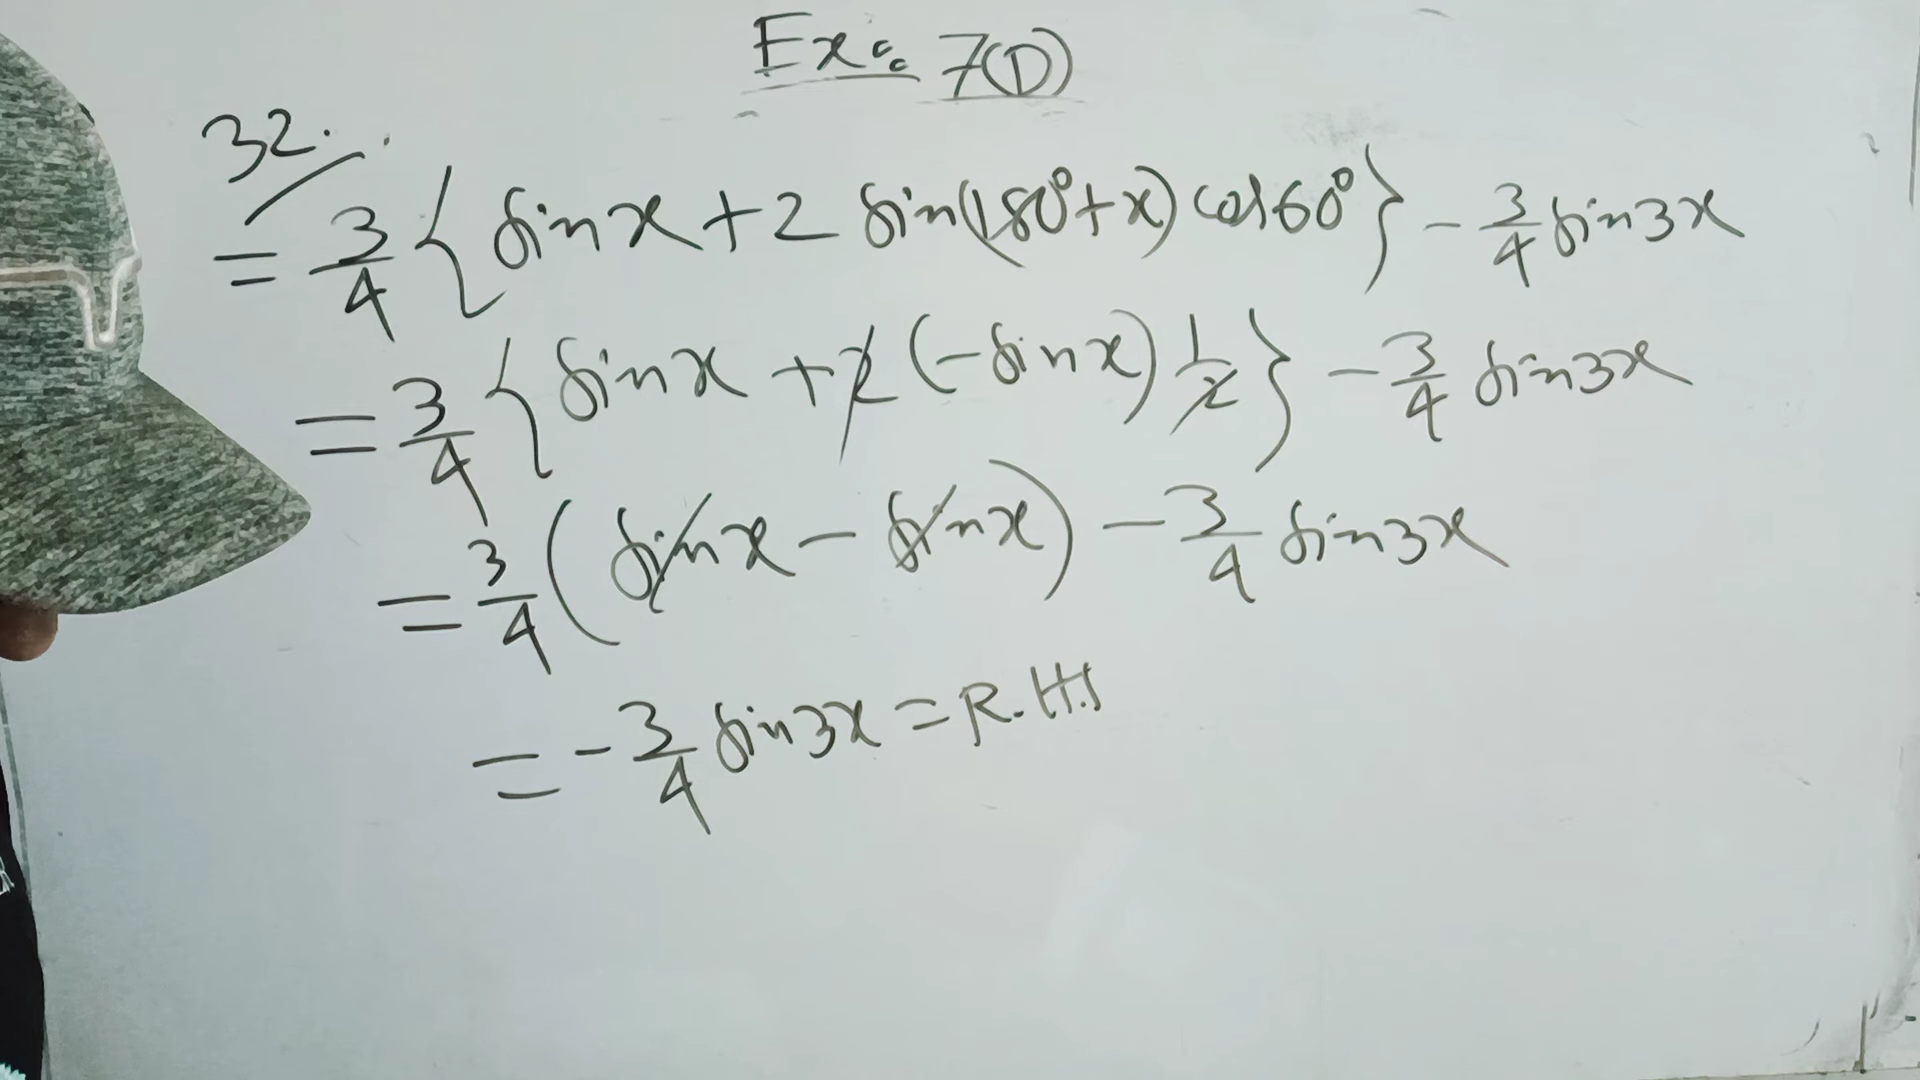 Ex:- 7(D)
32.
= 3/4 { sin x + 2 sin(180° + x) cos 60° } - 3/4 sin 3x
= 3/4 { sin x + 2 (- sin x) 1/2 } - 3/4 sin 3x
= 3/4 ( sin x - sin x ) - 3/4 sin 3x
= - 3/4 sin 3x = R.H.S